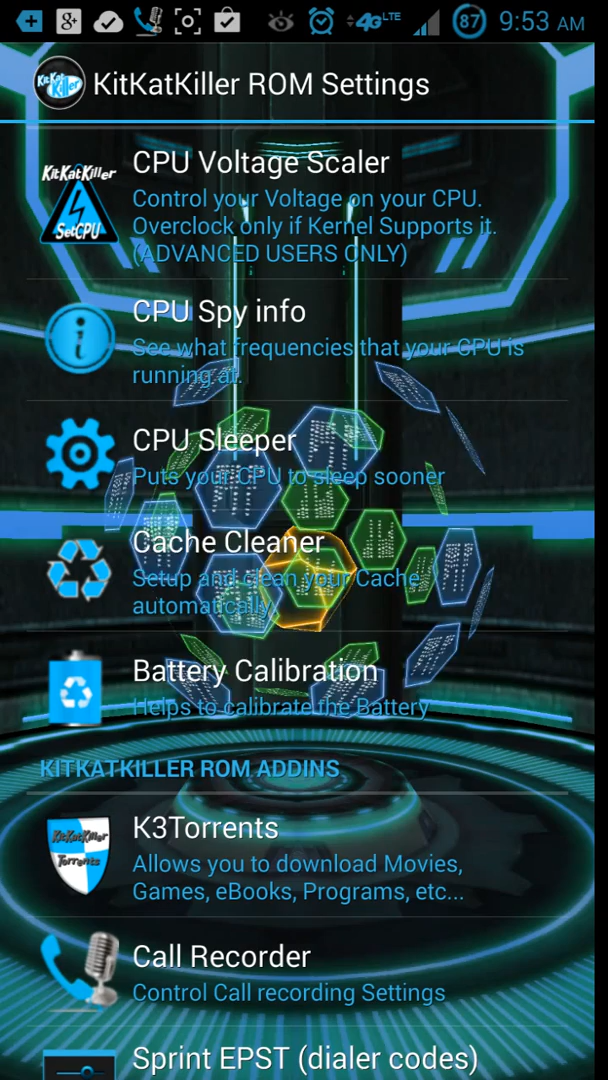 g+
4G LTE
87
9:53 AM
KitKat
Killer
KitKatKiller ROM Settings
KitKatKiller
SetCPU
CPU Voltage Scaler
Control your Voltage on your CPU.
Overclock only if Kernel Supports it.
(ADVANCED USERS ONLY)
CPU Spy info
See what frequencies that your CPU is
running at.
CPU Sleeper
Puts your CPU to sleep sooner
Cache Cleaner
Setup and clean your Cache
automatically.
Battery Calibration
Helps to calibrate the Battery
KITKATKILLER ROM ADDINS
KitKatKiller
Torrents
K3Torrents
Allows you to download Movies,
Games, eBooks, Programs, etc...
Call Recorder
Control Call recording Settings
Sprint EPST (dialer codes)